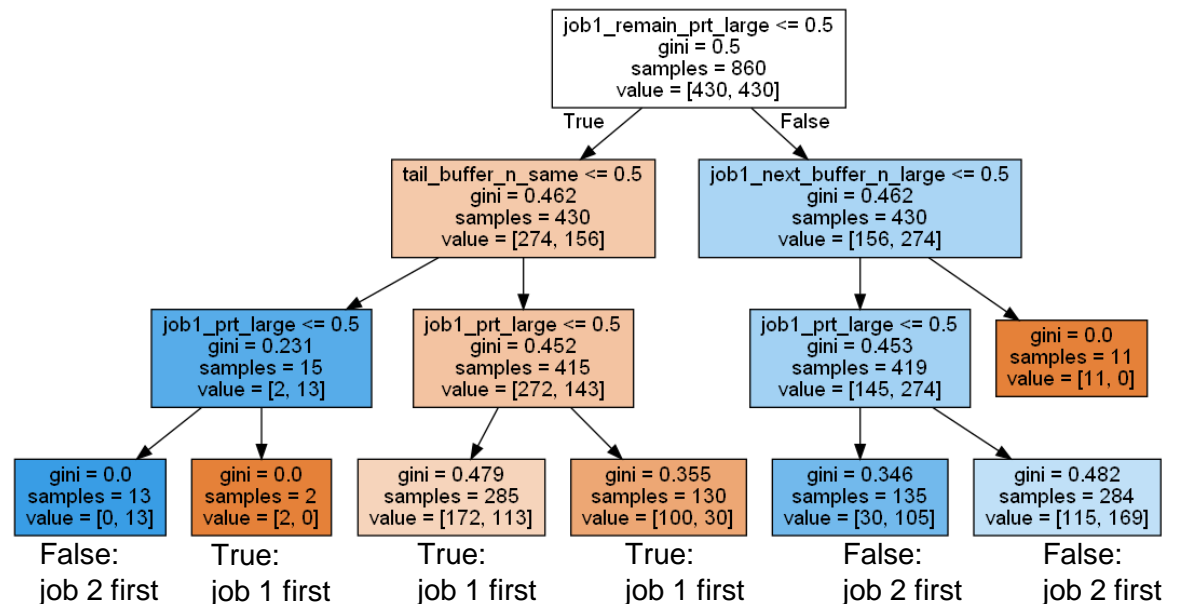 job1_remain_prt_large <= 0.5
gini = 0.5
samples = 860
value = [430, 430]
True
False
tail_buffer_n_same <= 0.5
gini = 0.462
samples = 430
value = [274, 156]
job1_next_buffer_n_large <= 0.5
gini = 0.462
samples = 430
value = [156, 274]
job1_prt_large <= 0.5
gini = 0.231
samples = 15
value = [2, 13]
job1_prt_large <= 0.5
gini = 0.452
samples = 415
value = [272, 143]
job1_prt_large <= 0.5
gini = 0.453
samples = 419
value = [145, 274]
gini = 0.0
samples = 11
value = [11, 0]
gini = 0.0
samples = 13
value = [0, 13]
gini = 0.0
samples = 2
value = [2, 0]
gini = 0.479
samples = 285
value = [172, 113]
gini = 0.355
samples = 130
value = [100, 30]
gini = 0.346
samples = 135
value = [30, 105]
gini = 0.482
samples = 284
value = [115, 169]
False:
job 2 first
True:
job 1 first
True:
job 1 first
True:
job 1 first
False:
job 2 first
False:
job 2 first